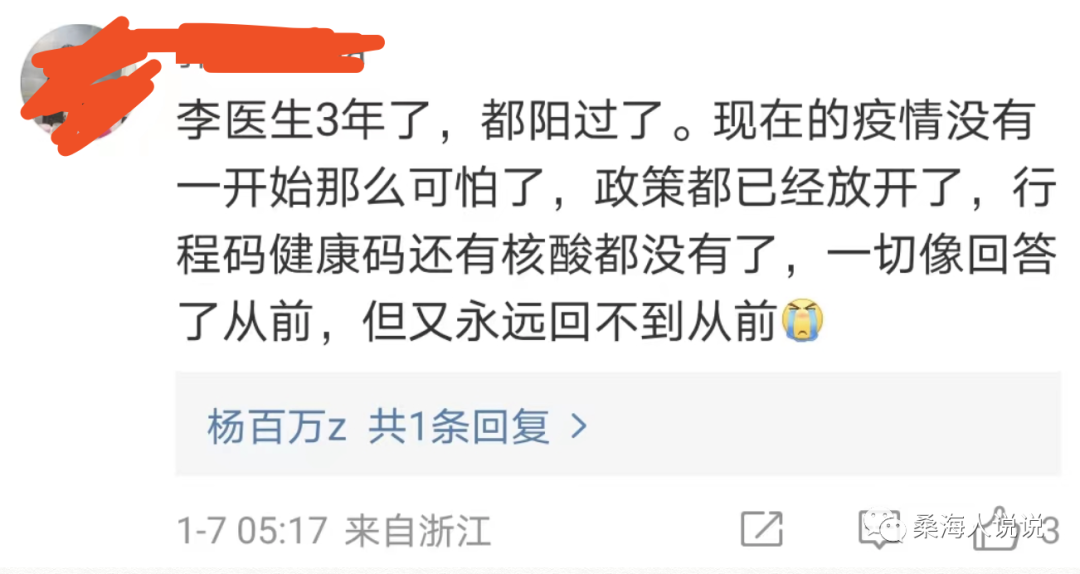 李医生3年了，都阳过了。现在的疫情没有
一开始那么可怕了，政策都已经放开了，行
程码健康码还有核酸都没有了，一切像回答
了从前，但又永远回不到从前😭
杨百万z 共1条回复 >
1-7 05:17 来自浙江
桑海人说说
3